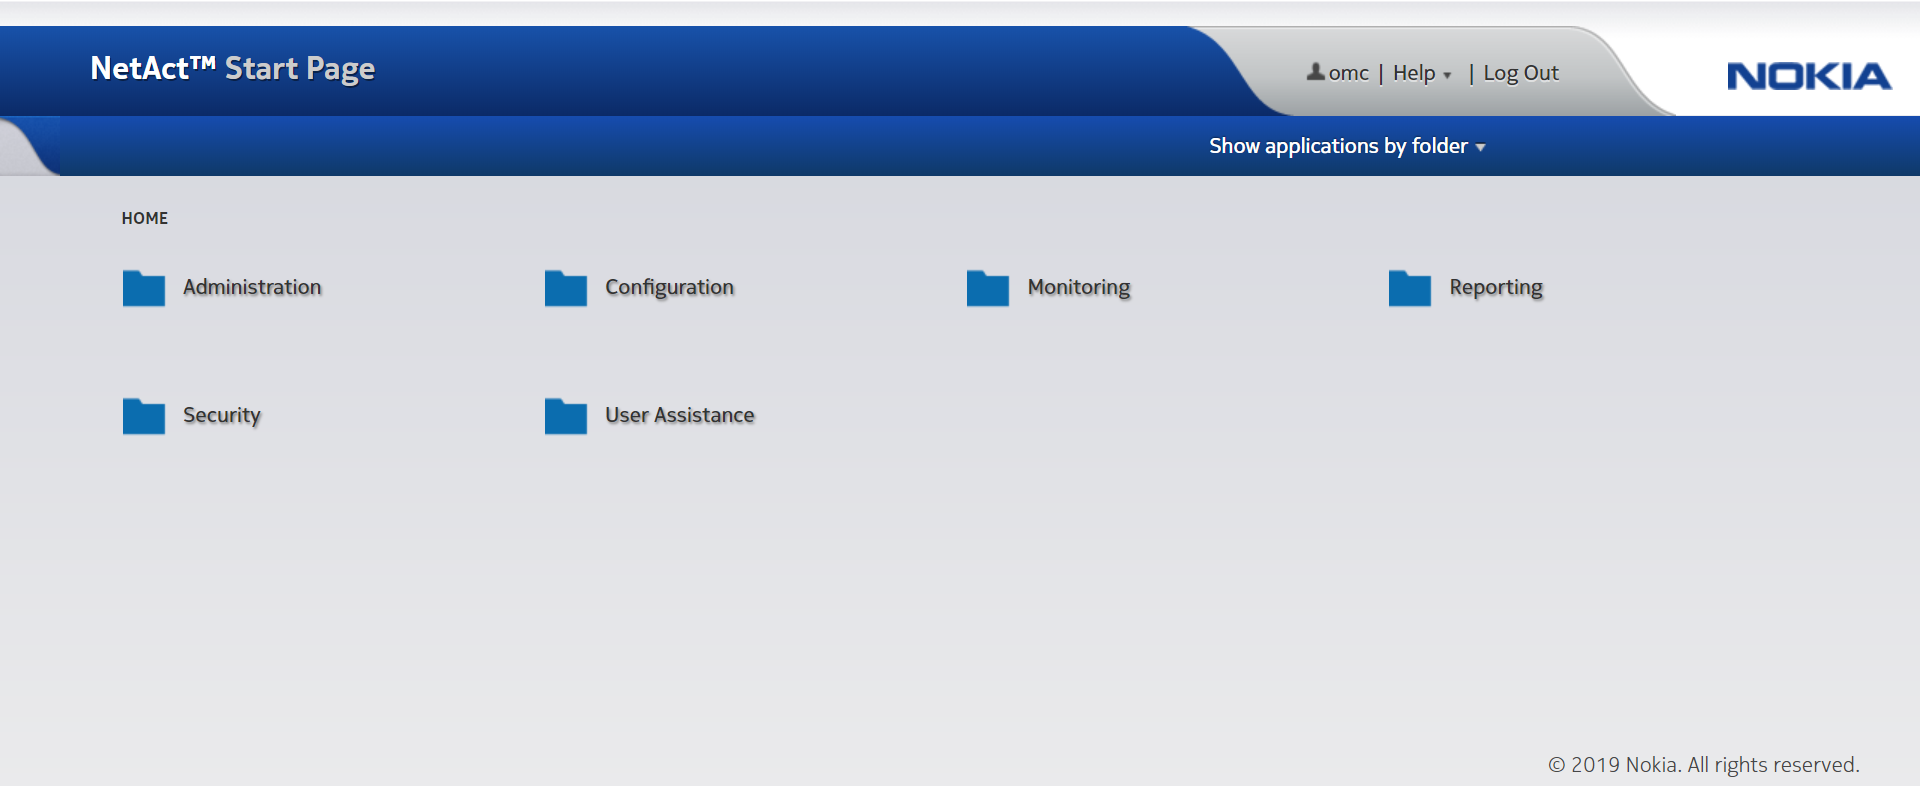 NetAct™ Start Page
omc | Help | Log Out
NOKIA
Show applications by folder
HOME
Administration
Configuration
Monitoring
Reporting
Security
User Assistance
© 2019 Nokia. All rights reserved.